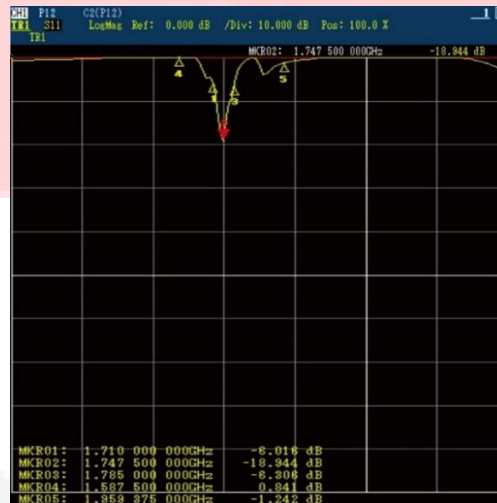 CH1 P12 C2(P12) 1
TR1 S11 LogMag Ref: 0.000 dB /Div: 10.000 dB Pos: 100.0 %
TR1
MKR02: 1.747 500 000GHz -18.944 dB
4
1
3
5
MKR01: 1.710 000 000GHz -6.016 dB
MKR02: 1.747 500 000GHz -18.944 dB
MKR03: 1.785 000 000GHz -6.306 dB
MKR04: 1.587 500 000GHz 0.841 dB
MKR05: 1.959 375 000GHz -1.242 dB